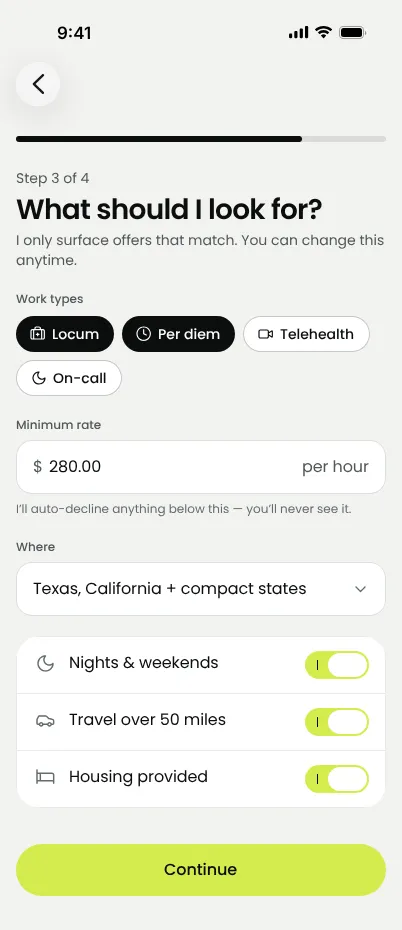 9:41
Step 3 of 4
What should I look for?
I only surface offers that match. You can change this
anytime.
Work types
Locum
Per diem
Telehealth
On-call
Minimum rate
$ 280.00 per hour
I'll auto-decline anything below this — you'll never see it.
Where
Texas, California + compact states
Nights & weekends
Travel over 50 miles
Housing provided
Continue